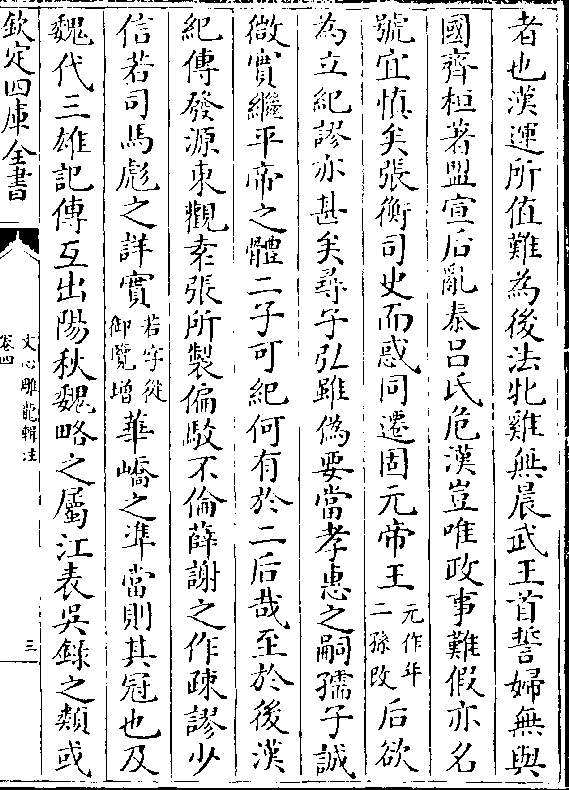 者也漢運所值難為後法牝雞無晨武王首誓婦無與
國齊桓著盟宣后亂秦吕氏危漢豈唯政事難假亦名
號宜慎矣張衡司史而惑同遷固元帝王元作年二孫改后欲
為立紀謬亦甚矣尋子弘雖偽要當孝惠之嗣孺子誠
微實繼平帝之體二子可紀何有於二后哉至於後漢
紀傳發源東觀袁張所製偏駁不倫薛謝之作疎謬少
信若司馬彪之詳實若字從御覽增華嶠之準當則其冠也及
魏代三雄記傳互出陽秋魏略之屬江表吳錄之類或
欽定四庫全書
文心雕龍輯注
卷四
三